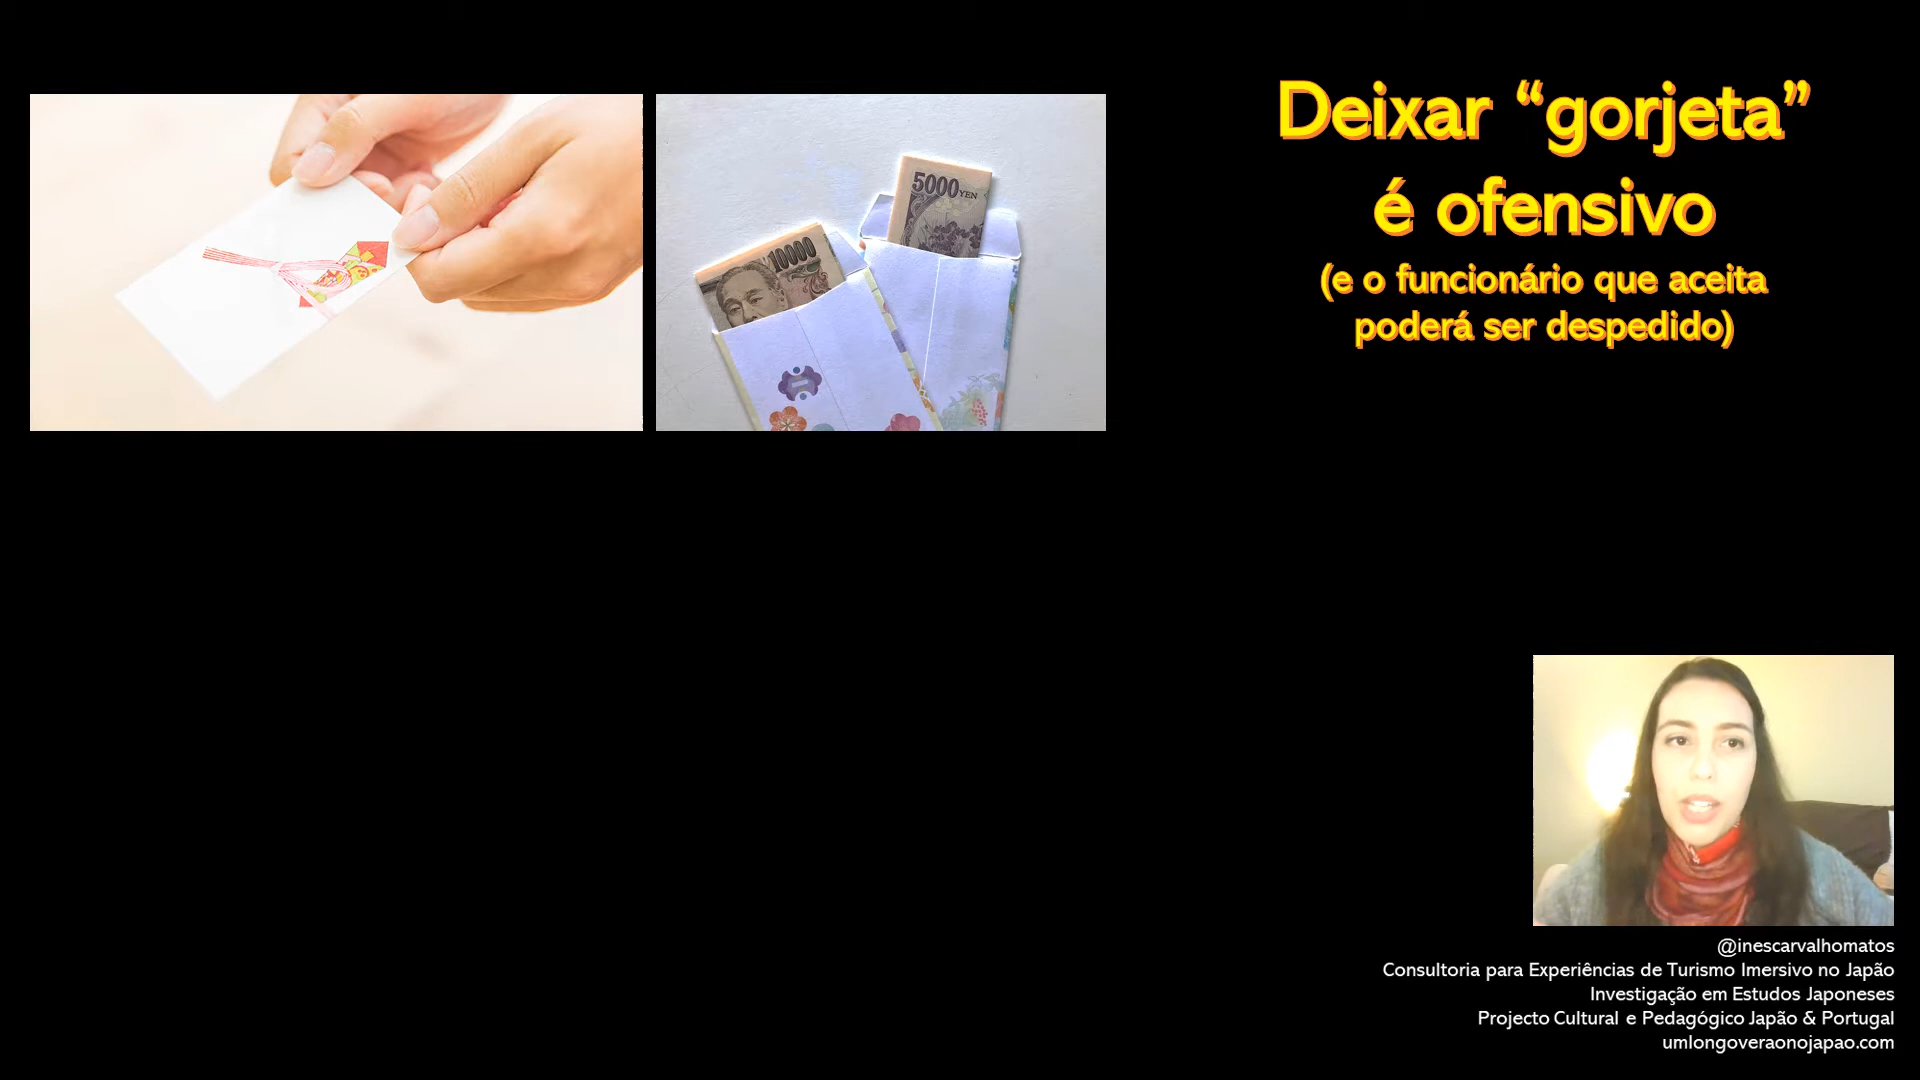 Deixar “gorjeta”
é ofensivo
(e o funcionário que aceita
poderá ser despedido)
5000 YEN
10000
@inescarvalhomatos
Consultoria para Experiências de Turismo Imersivo no Japão
Investigação em Estudos Japoneses
Projecto Cultural e Pedagógico Japão & Portugal
umlongoveraonojapao.com